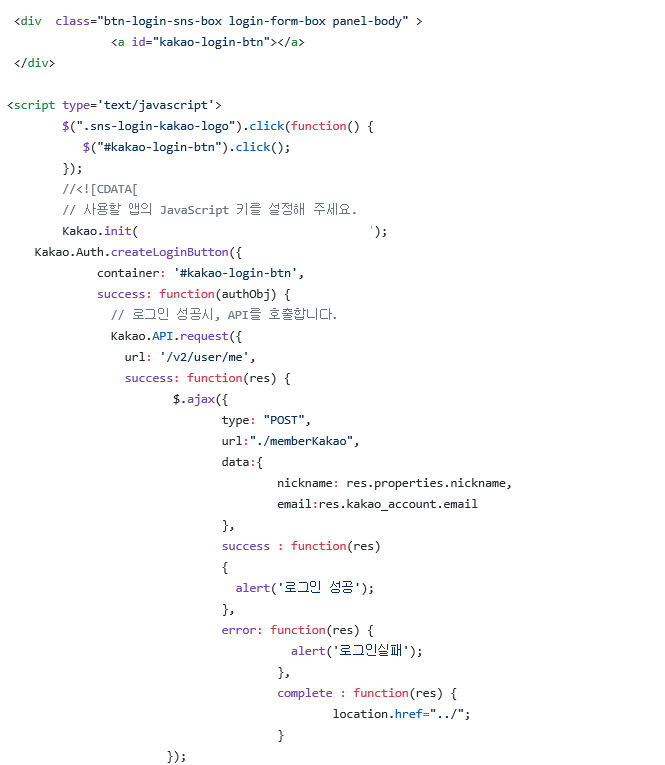 <div  class="btn-login-sns-box login-form-box panel-body" >
<a id="kakao-login-btn"></a>
</div>
<script type='text/javascript'>
$(".sns-login-kakao-logo").click(function() {
$("#kakao-login-btn").click();
});
//<![CDATA[
// 사용할 앱의 JavaScript 키를 설정해 주세요.
Kakao.init( ');
Kakao.Auth.createLoginButton({
container: '#kakao-login-btn',
success: function(authObj) {
// 로그인 성공시, API를 호출합니다.
Kakao.API.request({
url: '/v2/user/me',
success: function(res) {
$.ajax({
type: "POST",
url:"./memberKakao",
data:{
nickname: res.properties.nickname,
email:res.kakao_account.email
},
success : function(res)
{
alert('로그인 성공');
},
error: function(res) {
alert('로그인실패');
},
complete : function(res) {
location.href="../";
}
});